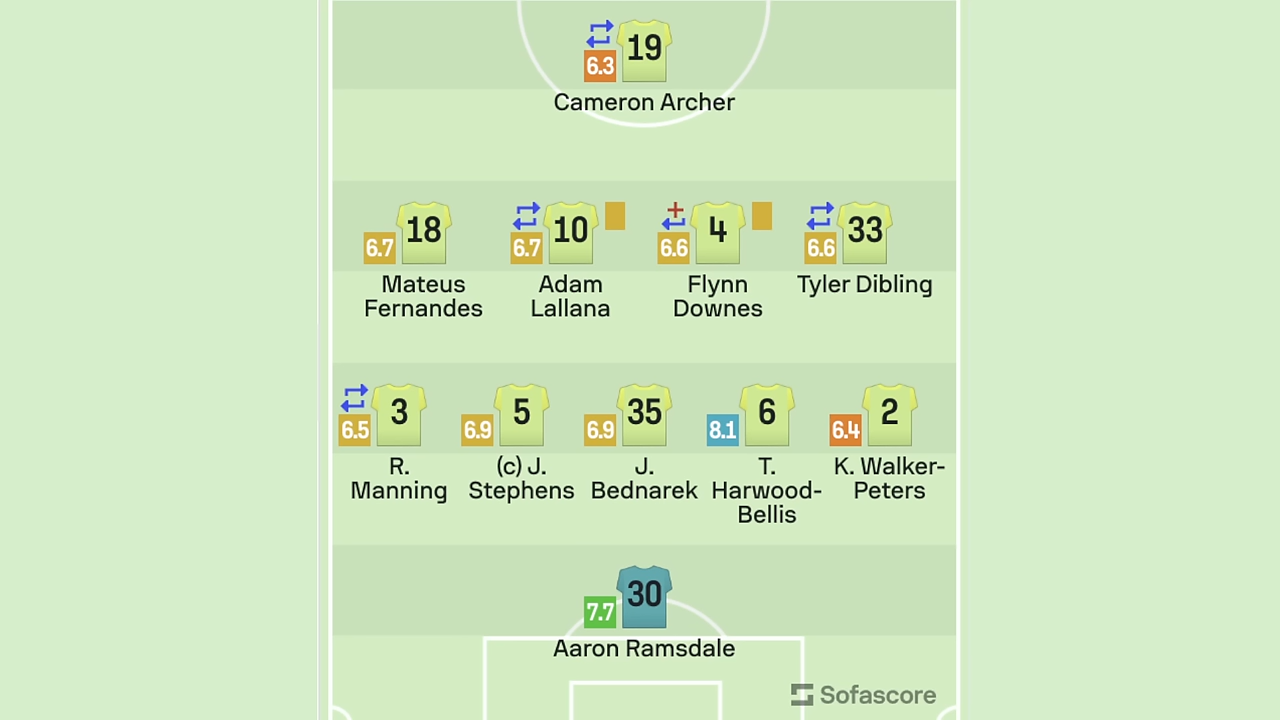 19
6.3
Cameron Archer
18 10 4 33
6.7 6.7 6.6 6.6
Mateus Adam Flynn Tyler Dibling
Fernandes Lallana Downes
3 5 35 6 2
6.5 6.9 6.9 8.1 6.4
R. (c) J. J. T. K. Walker-
Manning Stephens Bednarek Harwood- Peters
Bellis
30
7.7
Aaron Ramsdale
Sofascore